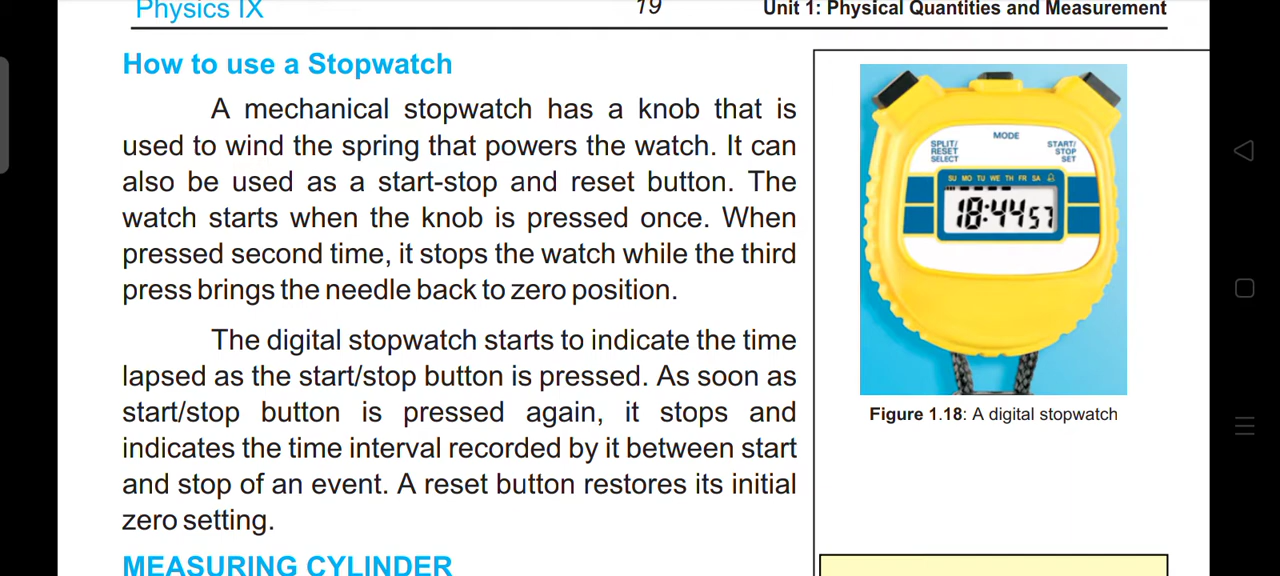 Physics IX 19 Unit 1: Physical Quantities and Measurement
How to use a Stopwatch
A mechanical stopwatch has a knob that is
used to wind the spring that powers the watch. It can
also be used as a start-stop and reset button. The
watch starts when the knob is pressed once. When
pressed second time, it stops the watch while the third
press brings the needle back to zero position.
The digital stopwatch starts to indicate the time
lapsed as the start/stop button is pressed. As soon as
start/stop button is pressed again, it stops and
indicates the time interval recorded by it between start
and stop of an event. A reset button restores its initial
zero setting.
MEASURING CYLINDER
MODE
SPLIT/
RESET
SELECT
START/
STOP
SET
SU MO TU WE TH FR SA
18:44 57
Figure 1.18: A digital stopwatch